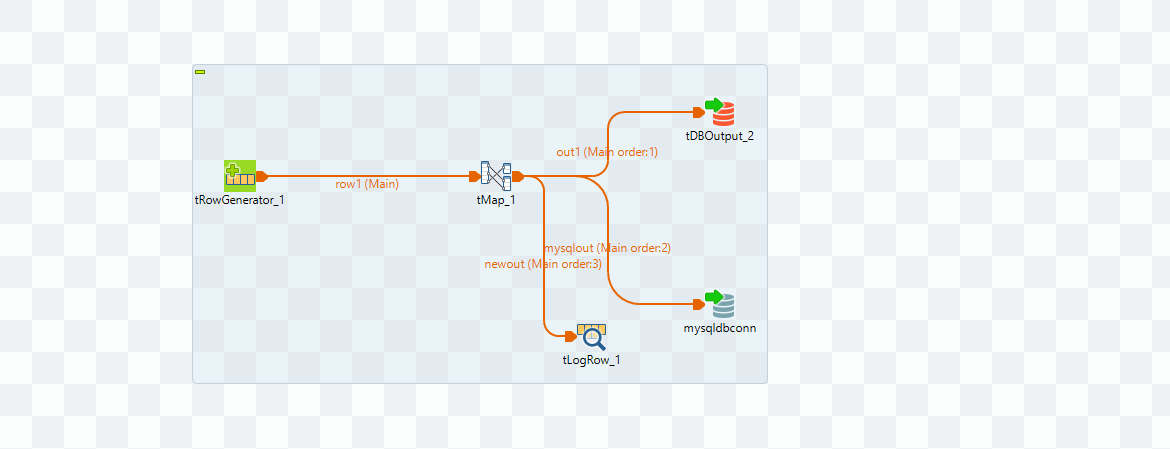 tDBOutput_2
out1 (Main order:1)
row1 (Main)
tRowGenerator_1
tMap_1
mysqlout (Main order:2)
newout (Main order:3)
mysqldbconn
tLogRow_1